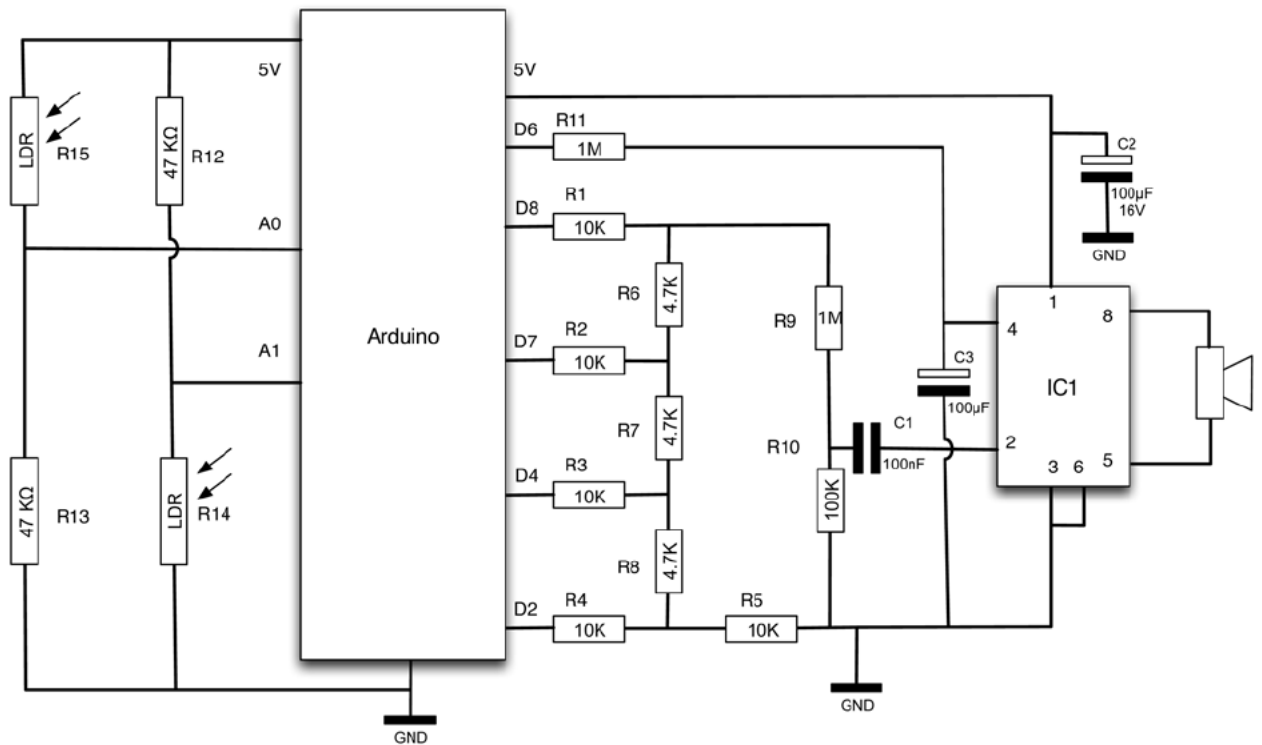 5V
LDR
R15
47 KΩ
R12
A0
A1
47 KΩ
R13
LDR
R14
Arduino
GND
5V
D6
R11
1M
D8
R1
10K
R6
4.7K
D7
R2
10K
R7
4.7K
D4
R3
10K
R8
4.7K
D2
R4
10K
R5
10K
R9
1M
R10
100K
C1
100nF
C3
100µF
C2
100µF
16V
GND
1
4
8
IC1
2
3
6
5
GND